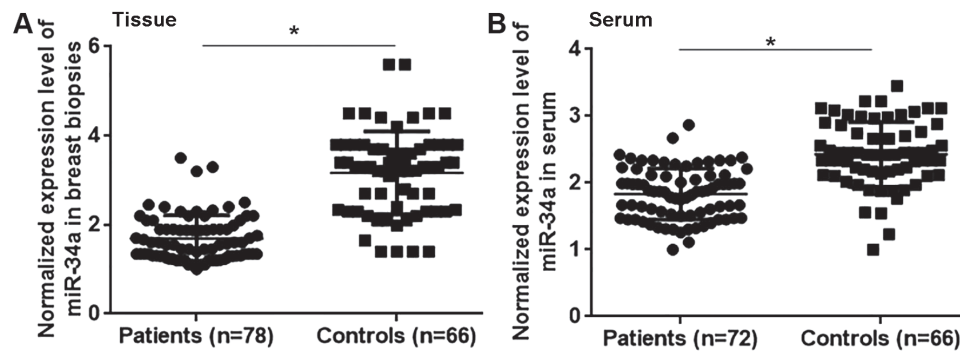 A Tissue
Normalized expression level of
miR-34a in breast biopsies
6
4
2
0
*
Patients (n=78) Controls (n=66)
B Serum
Normalized expression level of
miR-34a in serum
4
3
2
1
0
*
Patients (n=72) Controls (n=66)